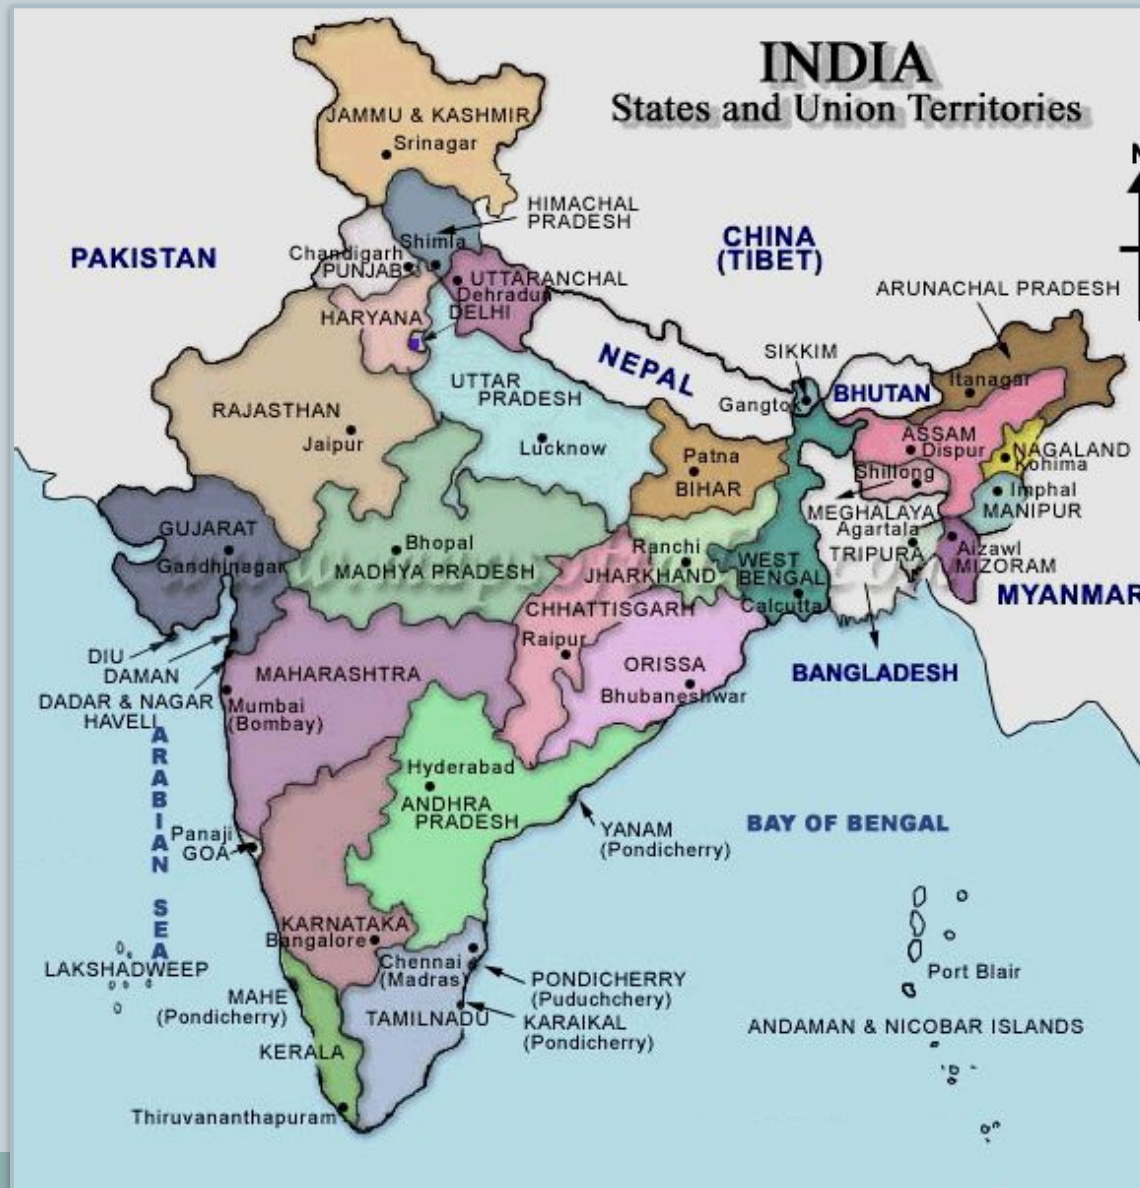 INDIA
States and Union Territories
N
JAMMU & KASHMIR
Srinagar
HIMACHAL
PRADESH
PAKISTAN
CHINA
(TIBET)
Shimla
Chandigarh
PUNJAB
UTTARANCHAL
Dehradun
DELHI
HARYANA
ARUNACHAL PRADESH
NEPAL
SIKKIM
BHUTAN
Itanagar
Gangtok
UTTAR
PRADESH
RAJASTHAN
Jaipur
Lucknow
ASSAM
Dispur
NAGALAND
Kohima
Patna
BIHAR
Shillong
Imphal
MANIPUR
MEGHALAYA
Agartala
TRIPURA
Aizawl
MIZORAM
GUJARAT
Gandhinagar
Bhopal
MADHYA PRADESH
Ranchi
JHARKHAND
WEST
BENGAL
Calcutta
MYANMAR
CHHATTISGARH
Raipur
ORISSA
Bhubaneshwar
BANGLADESH
DIU
DAMAN
DADAR & NAGAR
HAVELI
MAHARASHTRA
Mumbai
(Bombay)
ARABIAN SEA
Hyderabad
ANDHRA
PRADESH
YANAM
(Pondicherry)
BAY OF BENGAL
Panaji
GOA
KARNATAKA
Bangalore
LAKSHADWEEP
Chennai
(Madras)
PONDICHERRY
(Puduchchery)
Port Blair
MAHE
(Pondicherry)
TAMILNADU
KARAIKAL
(Pondicherry)
ANDAMAN & NICOBAR ISLANDS
KERALA
Thiruvananthapuram